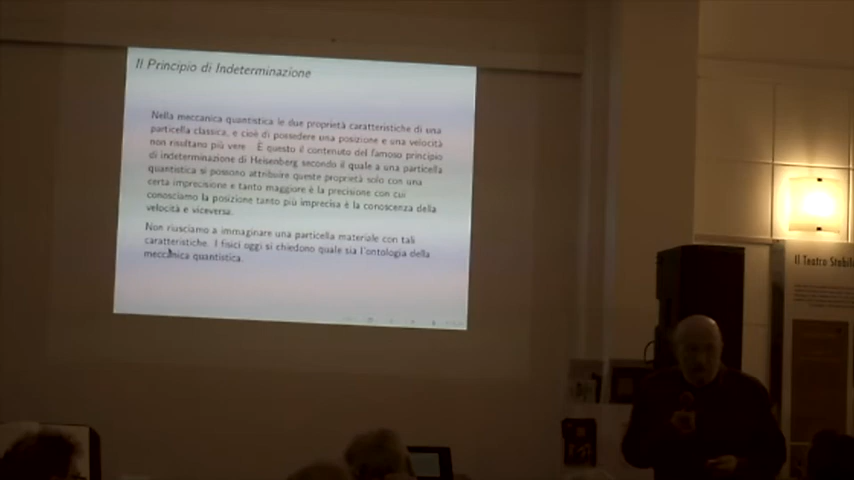 Il Principio di Indeterminazione
Nella meccanica quantistica le due proprietà caratteristiche di una
particella classica, e cioè di possedere una posizione e una velocità
non risultano più vere. È questo il contenuto del famoso principio
di indeterminazione di Heisenberg secondo il quale a una particella
quantistica si possono attribuire queste proprietà solo con una
certa imprecisione e tanto maggiore è la precisione con cui
conosciamo la posizione tanto più imprecisa è la conoscenza della
velocità e viceversa.
Non riusciamo a immaginare una particella materiale con tali
caratteristiche. I fisici oggi si chiedono quale sia l'ontologia della
meccanica quantistica.
Il Teatro Stabil